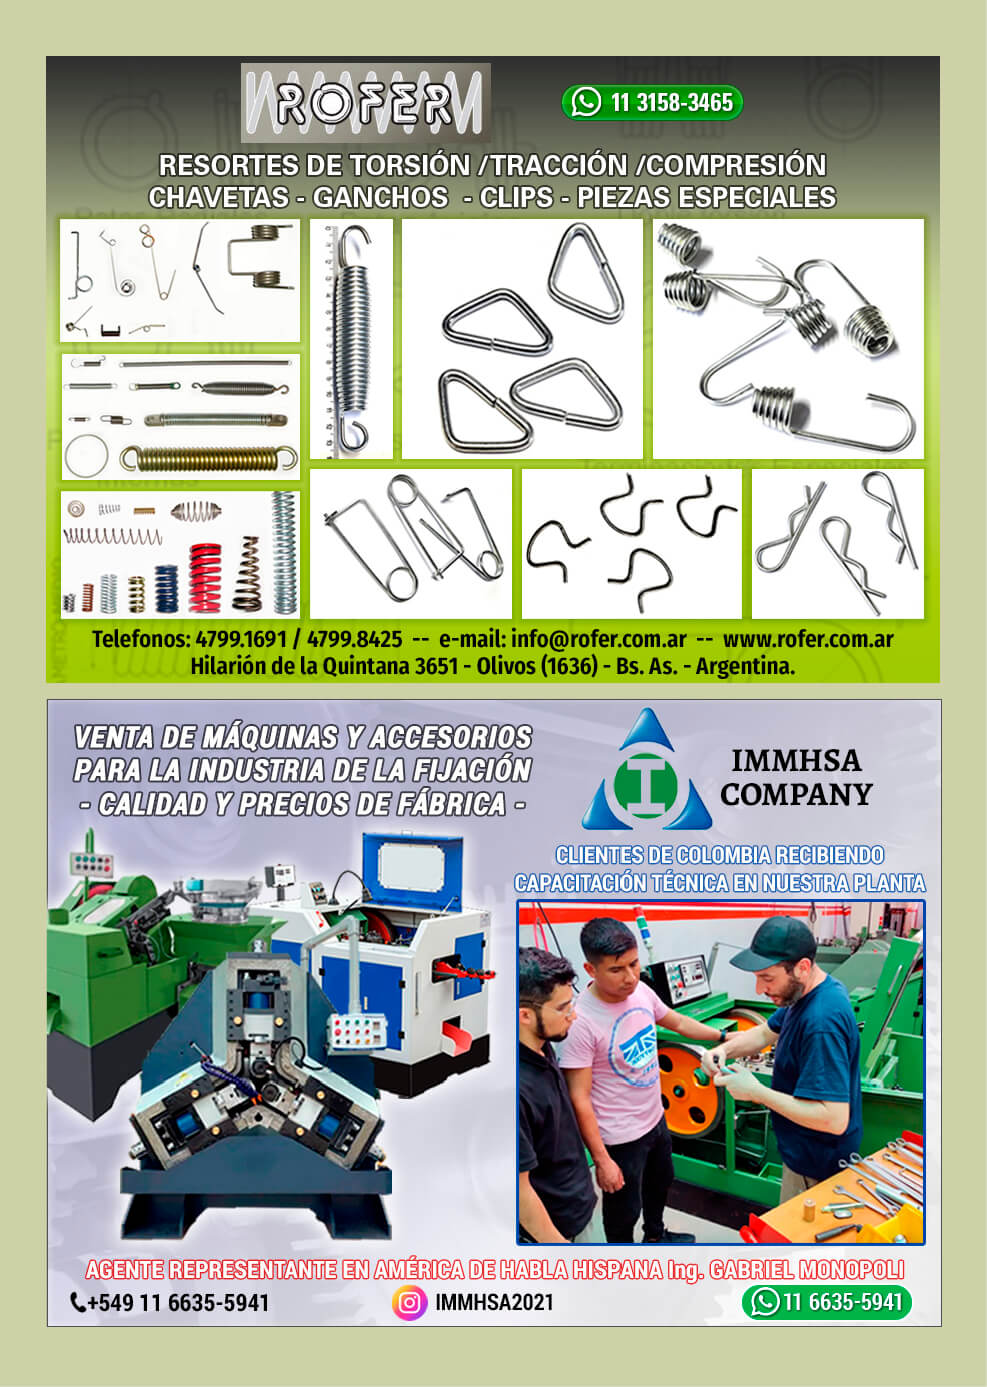 ROFER
11 3158-3465
RESORTES DE TORSIÓN /TRACCIÓN /COMPRESIÓN
CHAVETAS - GANCHOS - CLIPS - PIEZAS ESPECIALES
Telefonos: 4799.1691 / 4799.8425 -- e-mail: info@rofer.com.ar -- www.rofer.com.ar
Hilarión de la Quintana 3651 - Olivos (1636) - Bs. As. - Argentina.
VENTA DE MÁQUINAS Y ACCESORIOS
PARA LA INDUSTRIA DE LA FIJACIÓN
- CALIDAD Y PRECIOS DE FÁBRICA -
I
IMMHSA
COMPANY
CLIENTES DE COLOMBIA RECIBIENDO
CAPACITACIÓN TÉCNICA EN NUESTRA PLANTA
AGENTE REPRESENTANTE EN AMÉRICA DE HABLA HISPANA Ing. GABRIEL MONOPOLI
+549 11 6635-5941
IMMHSA2021
11 6635-5941